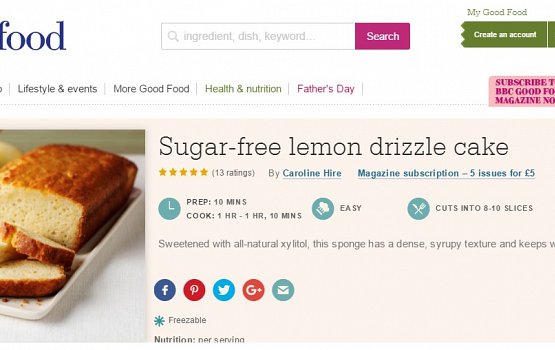 My Good Food
food
ingredient, dish, keyword...
Search
Create an account
Lifestyle & events
More Good Food
Health & nutrition
Father's Day
SUBSCRIBE TO
BBC GOOD FOO
MAGAZINE NO
Sugar-free lemon drizzle cake
(13 ratings)
By Caroline Hire
Magazine subscription – 5 issues for £5
PREP: 10 MINS
COOK: 1 HR - 1 HR, 10 MINS
EASY
CUTS INTO 8-10 SLICES
Sweetened with all-natural xylitol, this sponge has a dense, syrupy texture and keeps w
Freezable
Nutrition: per serving